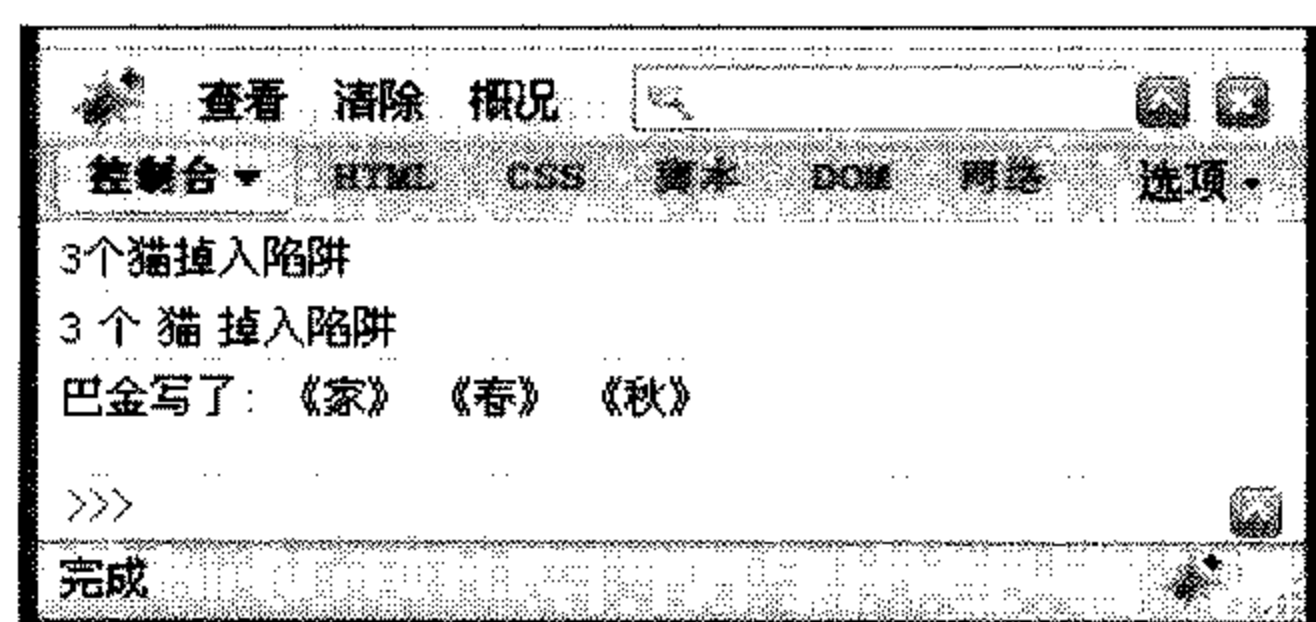 查看 清除 概况
控制台 HTML CSS 脚本 DOM 网络 选项
3个猫掉入陷阱
3 个 猫 掉入陷阱
巴金写了: 《家》 《春》 《秋》
>>>
完成